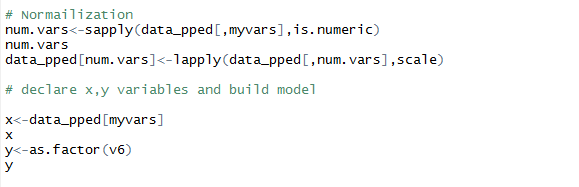 # Normailization
num.vars<-sapply(data_pped[,myvars],is.numeric)
num.vars
data_pped[num.vars]<-lapply(data_pped[,num.vars],scale)
# declare x,y variables and build model
x<-data_pped[myvars]
x
y<-as.factor(v6)
y